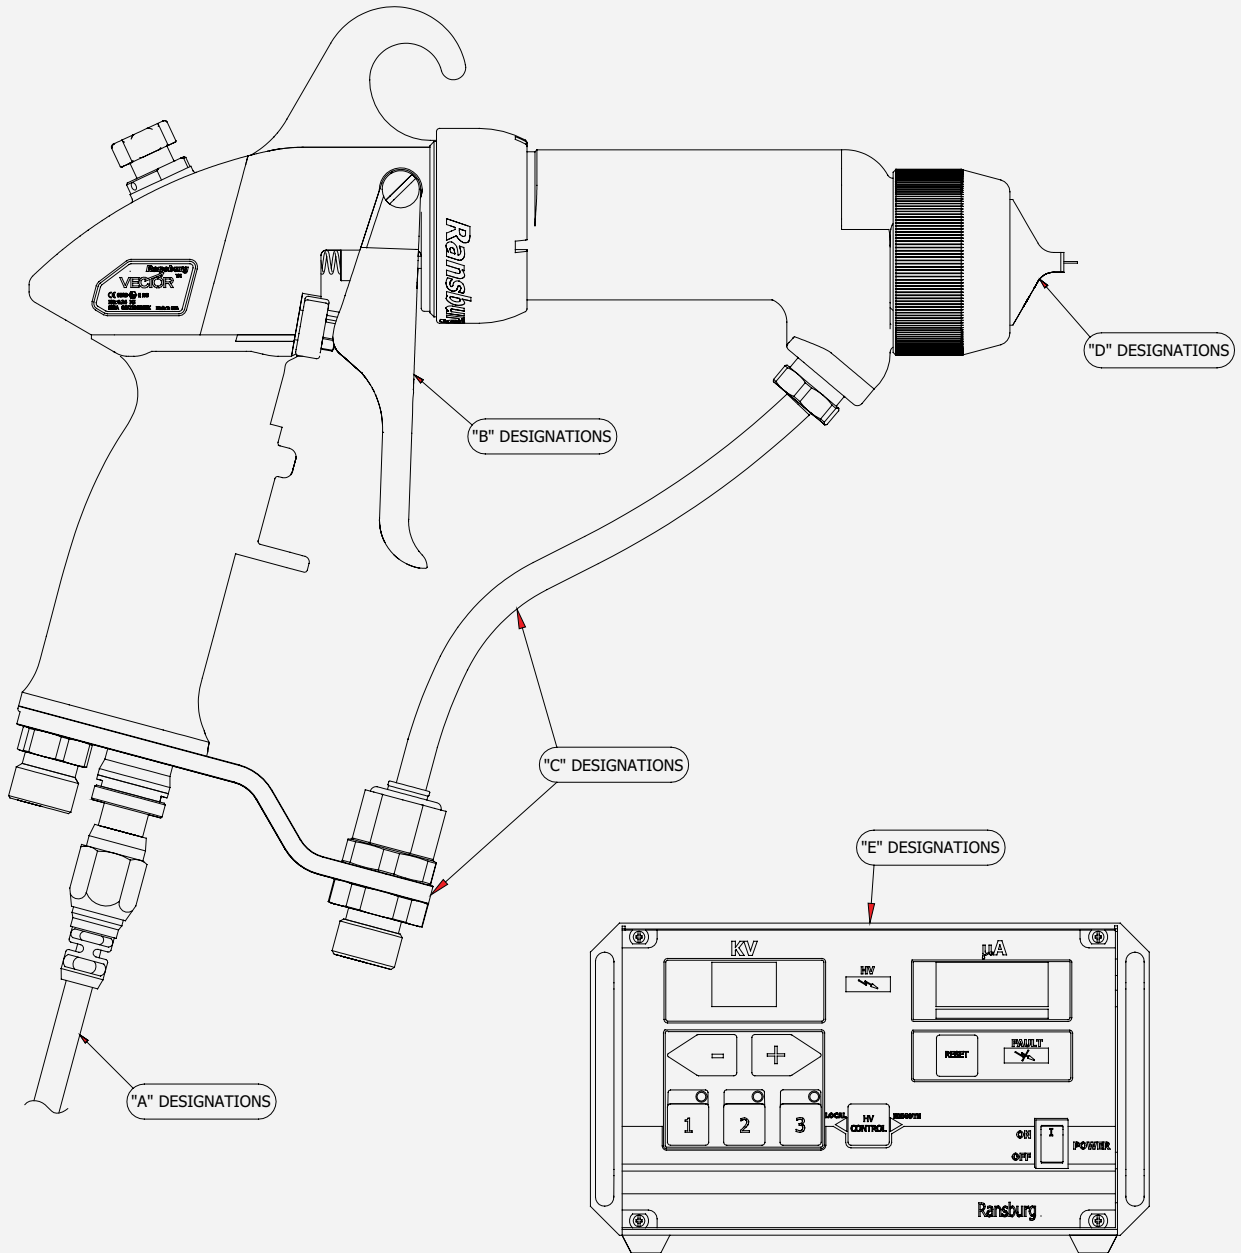 Ransburg
Ransburg
VECTOR
TM
"D" DESIGNATIONS
"B" DESIGNATIONS
"C" DESIGNATIONS
"E" DESIGNATIONS
"A" DESIGNATIONS
KV
µA
HV
- +
RESET
FAULT
1 2 3
LOCAL
HV
CONTROL
REMOTE
ON
I
POWER
OFF
Ransburg